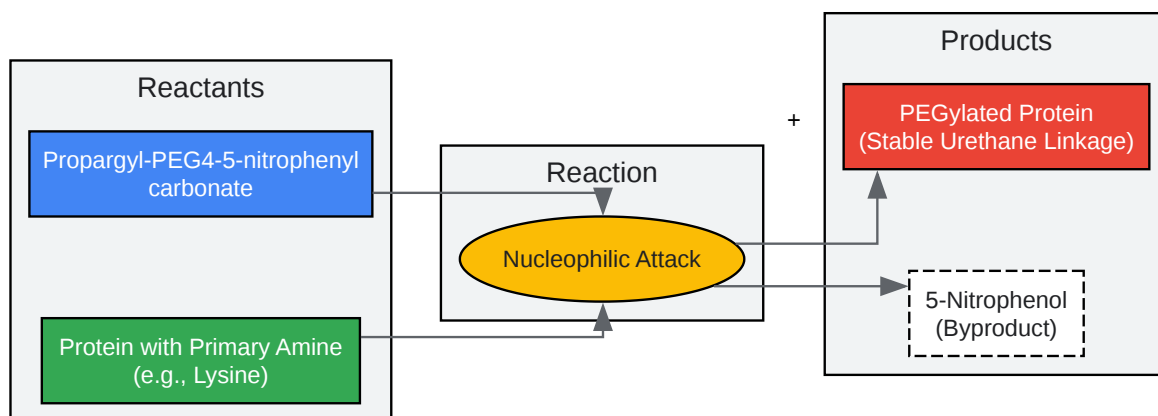 Reactants
Propargyl-PEG4-5-nitrophenyl
carbonate
Protein with Primary Amine
(e.g., Lysine)
Reaction
Nucleophilic Attack
+
Products
PEGylated Protein
(Stable Urethane Linkage)
5-Nitrophenol
(Byproduct)